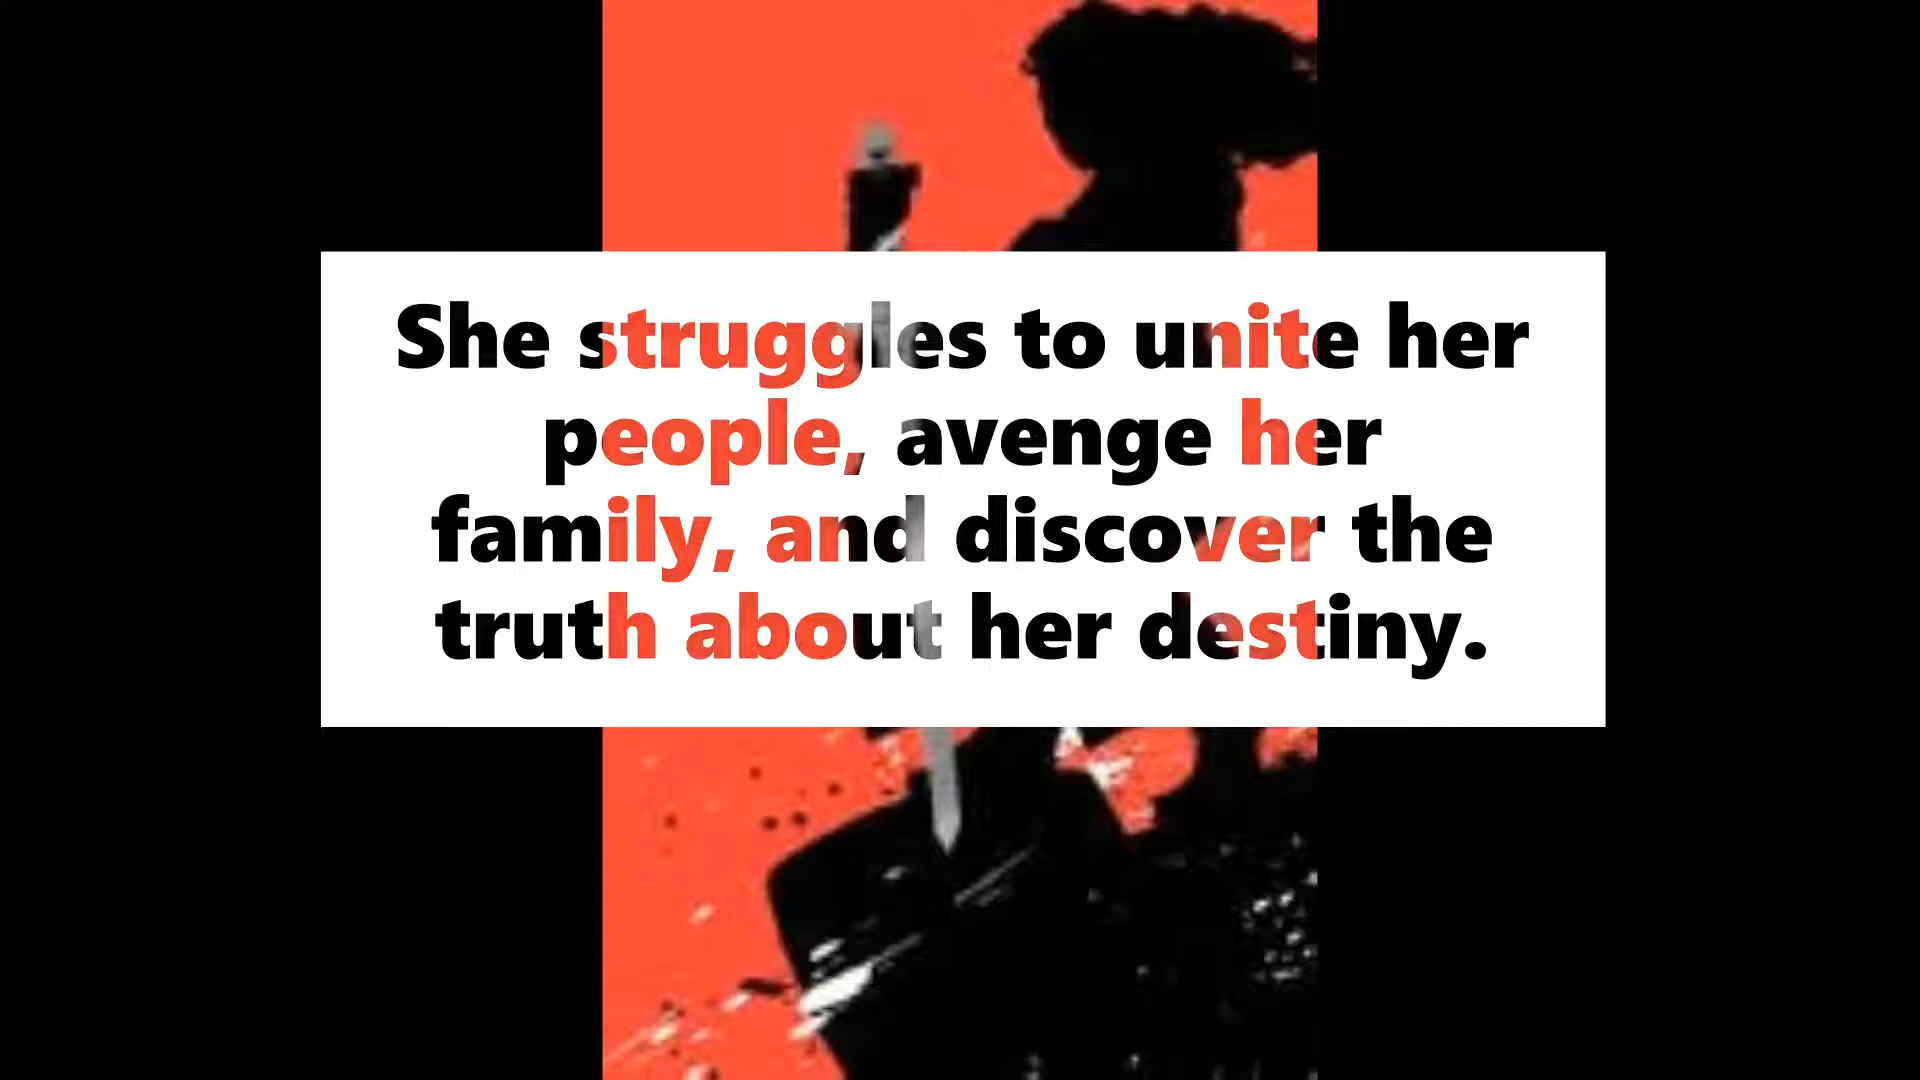 She struggles to unite her
people, avenge her
family, and discover the
truth about her destiny.